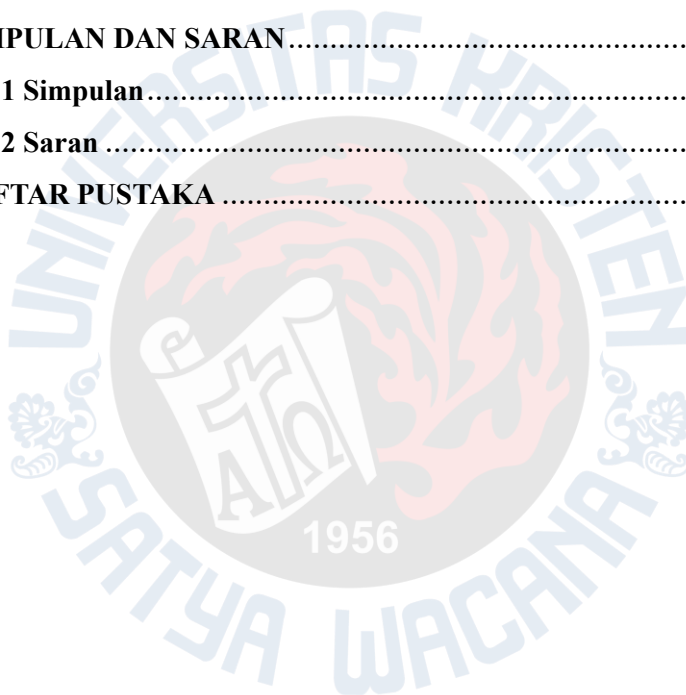 IPULAN DAN SARAN........................................................
1 Simpulan........................................................................
2 Saran .............................................................................
FTAR PUSTAKA ..............................................................
UNIVERSITAS KRISTEN
A Ω
1956
SATYA WACANA